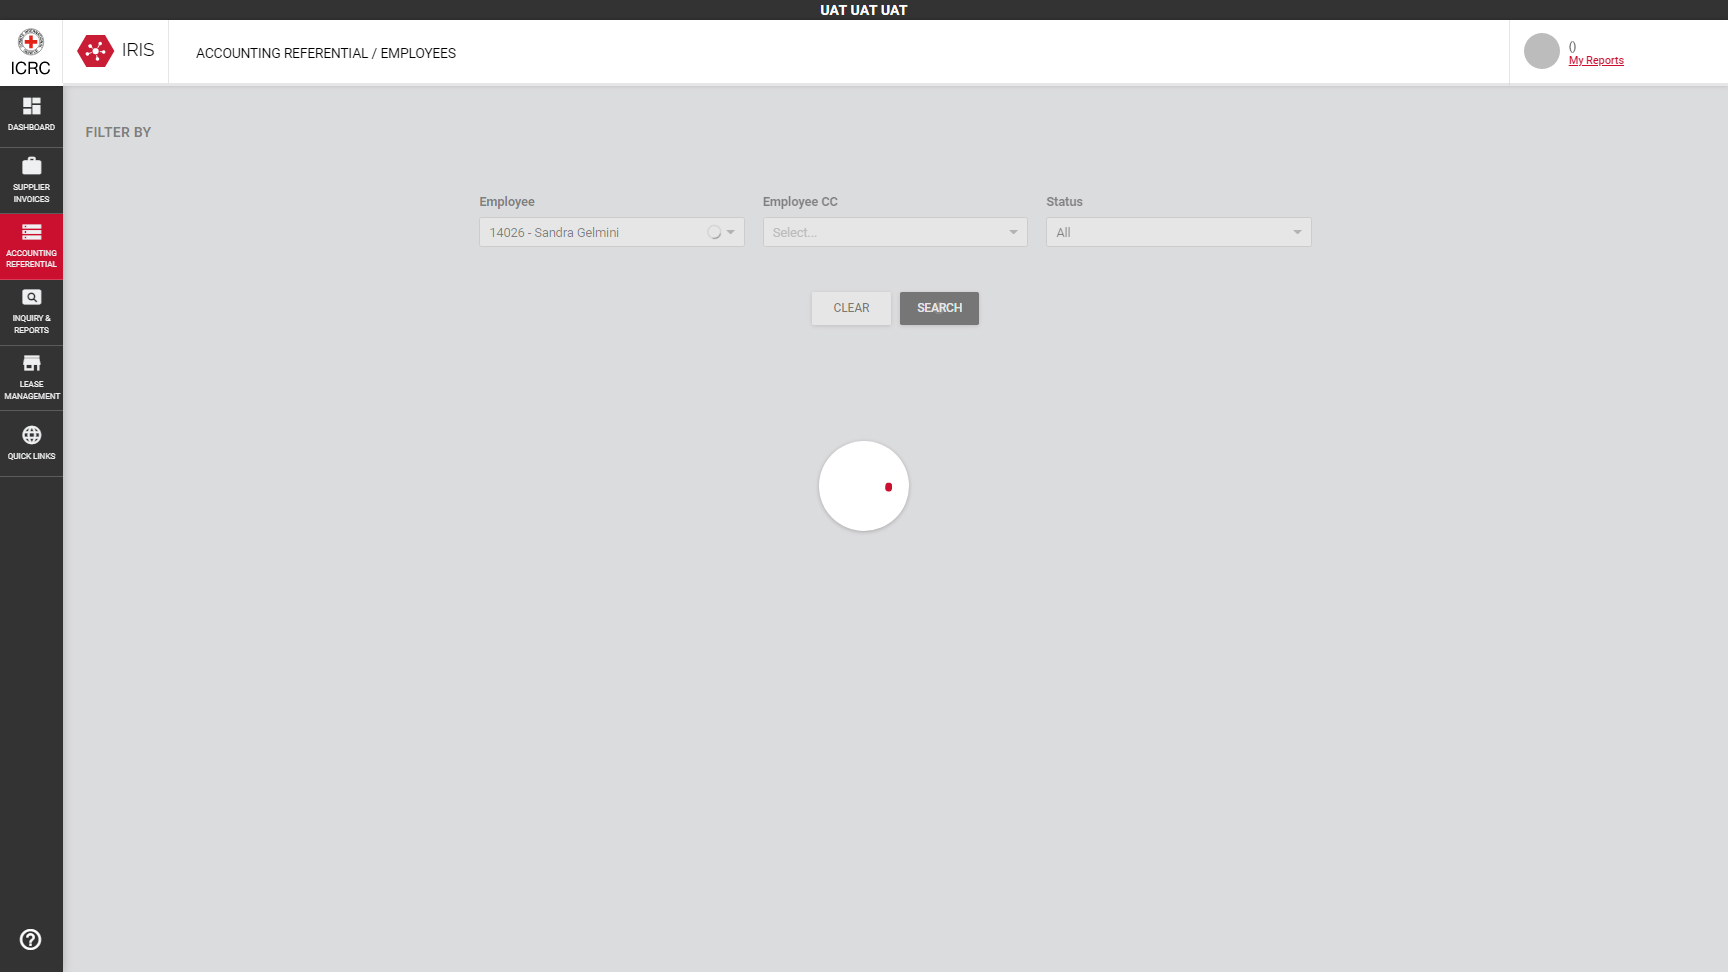 UAT UAT UAT
ICRC
IRIS
ACCOUNTING REFERENTIAL / EMPLOYEES
()
My Reports
DASHBOARD
SUPPLIER
INVOICES
ACCOUNTING
REFERENTIAL
INQUIRY &
REPORTS
LEASE
MANAGEMENT
QUICK LINKS
FILTER BY
Employee
Employee CC
Status
14026 - Sandra Gelmini
Select...
All
CLEAR
SEARCH